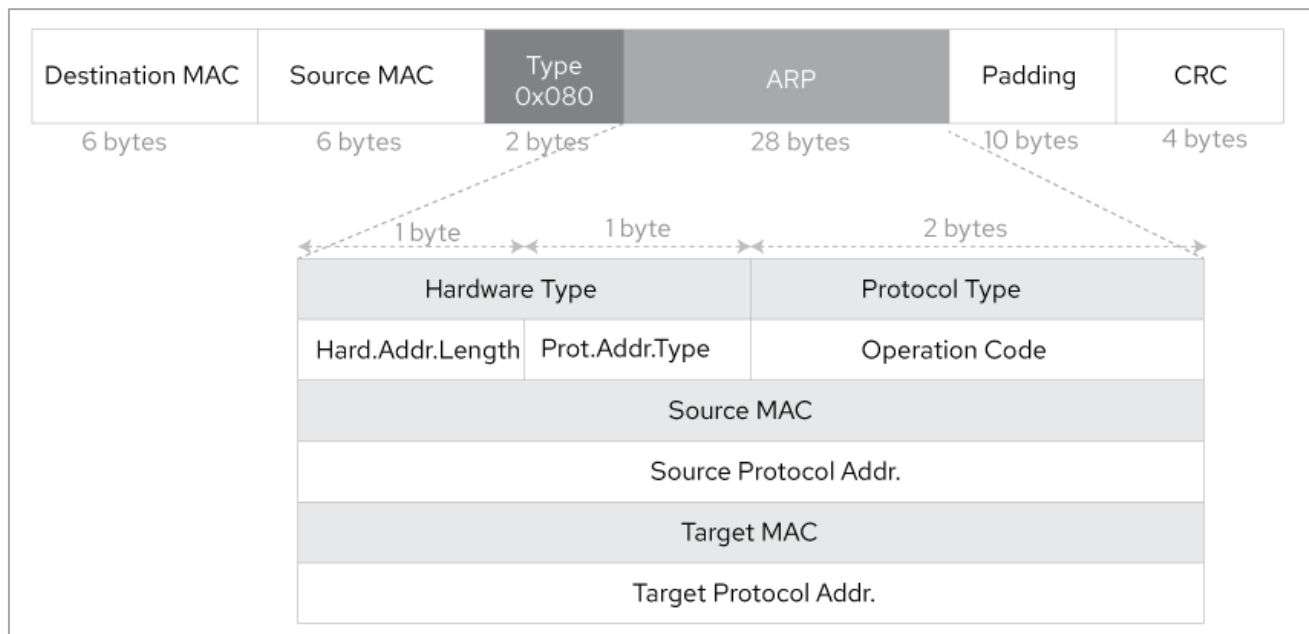 Destination MAC
Source MAC
Type
0x080
ARP
Padding
CRC
6 bytes
6 bytes
2 bytes
28 bytes
10 bytes
4 bytes
1 byte
1 byte
2 bytes
Hardware Type
Protocol Type
Hard.Addr.Length
Prot.Addr.Type
Operation Code
Source MAC
Source Protocol Addr.
Target MAC
Target Protocol Addr.